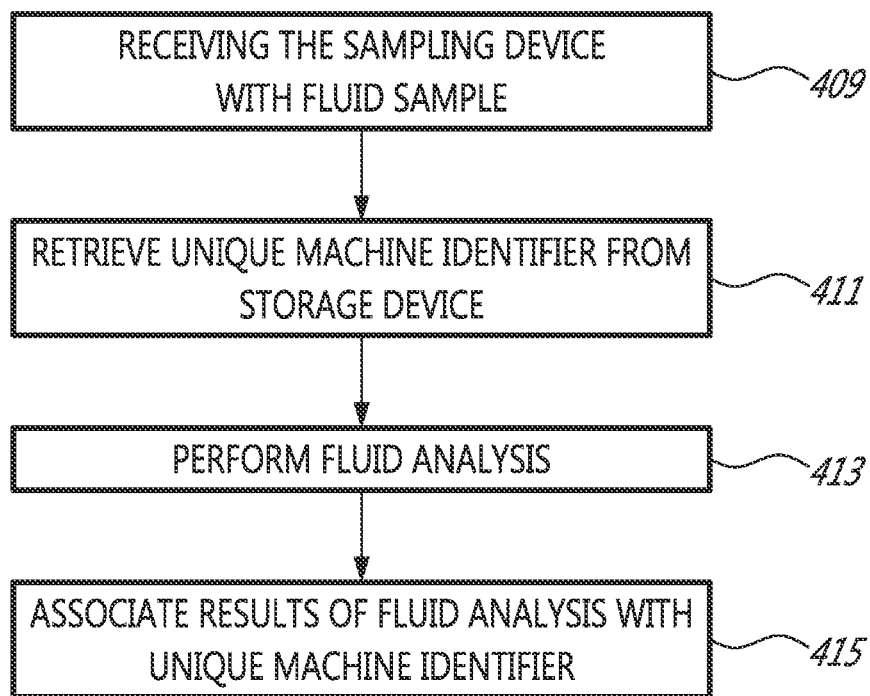 RECEIVING THE SAMPLING DEVICE
WITH FLUID SAMPLE
409
RETRIEVE UNIQUE MACHINE IDENTIFIER FROM
STORAGE DEVICE
411
PERFORM FLUID ANALYSIS
413
ASSOCIATE RESULTS OF FLUID ANALYSIS WITH
UNIQUE MACHINE IDENTIFIER
415